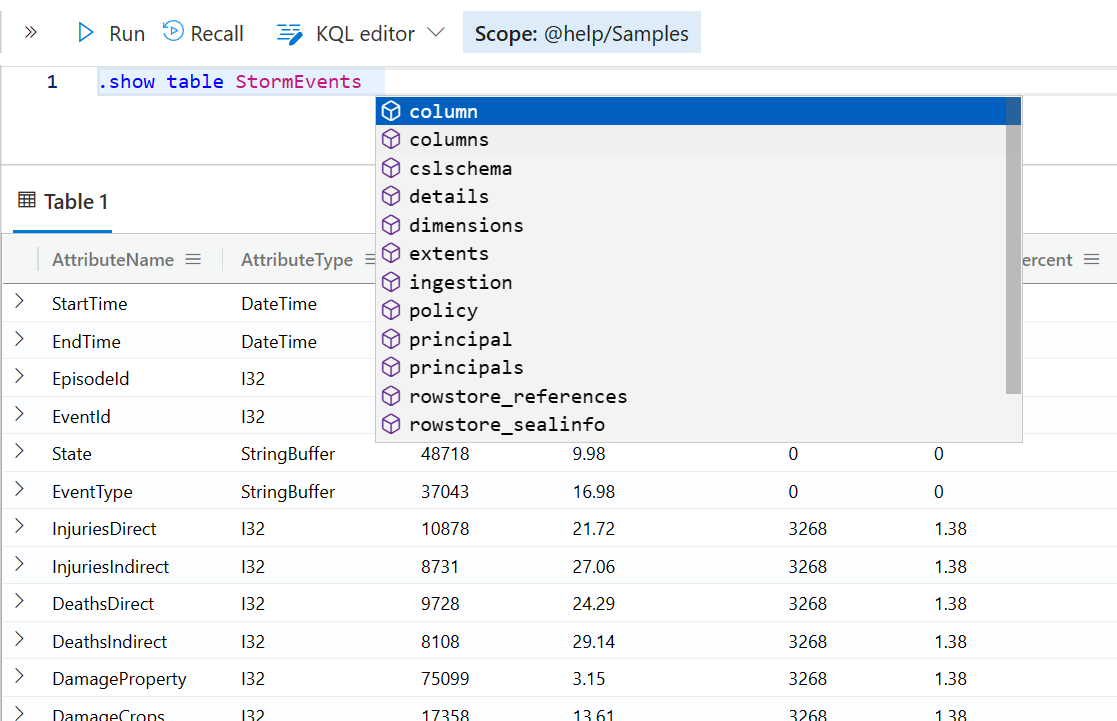 Run Recall KQL editor Scope: @help/Samples
1 .show table StormEvents
column
columns
cslschema
details
dimensions
extents
ingestion
policy
principal
principals
rowstore_references
rowstore_sealinfo
Table 1
AttributeName AttributeType ercent
StartTime DateTime
EndTime DateTime
EpisodeId I32
EventId I32
State StringBuffer 48718 9.98 0 0
EventType StringBuffer 37043 16.98 0 0
InjuriesDirect I32 10878 21.72 3268 1.38
InjuriesIndirect I32 8731 27.06 3268 1.38
DeathsDirect I32 9728 24.29 3268 1.38
DeathsIndirect I32 8108 29.14 3268 1.38
DamageProperty I32 75099 3.15 3268 1.38
DamageCrops I32 17358 13.61 3268 1.38